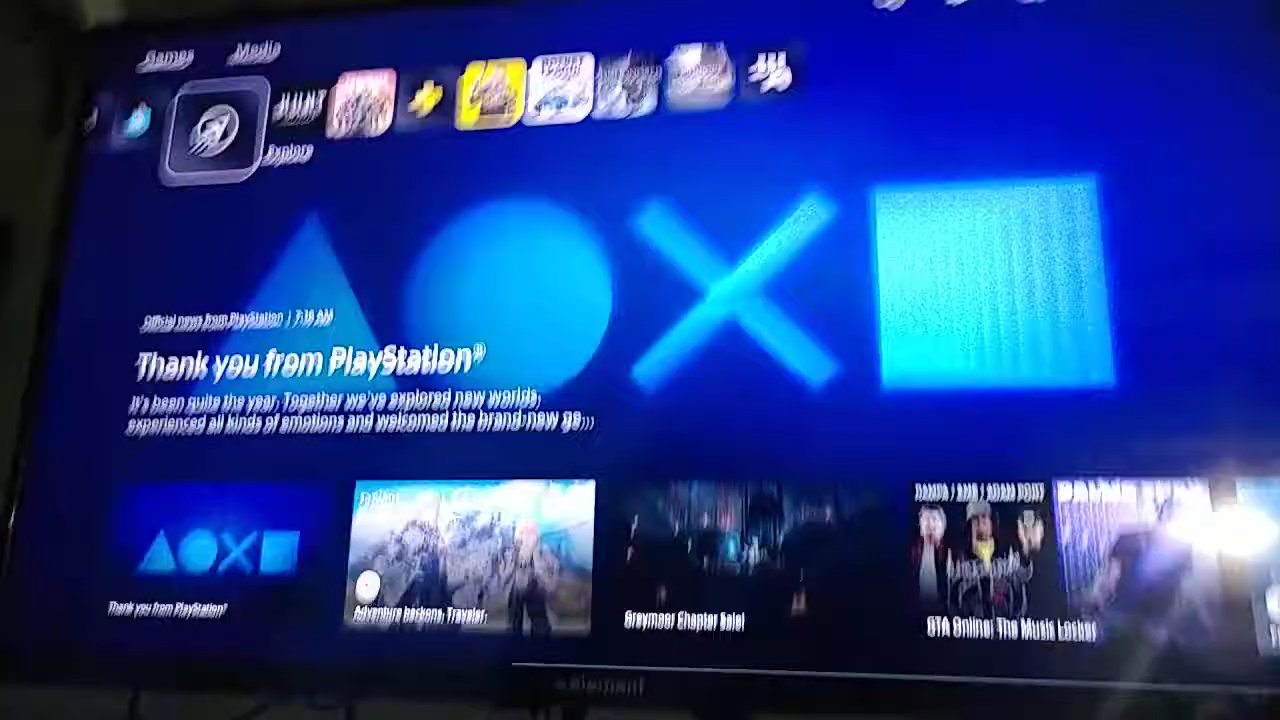 Games
Media
HUNT
Explore
Official news from PlayStation | 7:16 AM
Thank you from PlayStation®
It's been quite the year. Together we've explored new worlds,
experienced all kinds of emotions and welcomed the brand-new ge...
Thank you from PlayStation®
Adventure beckons, Traveler.
Greymoor Chapter Sale!
GTA Online: The Music Locker
element